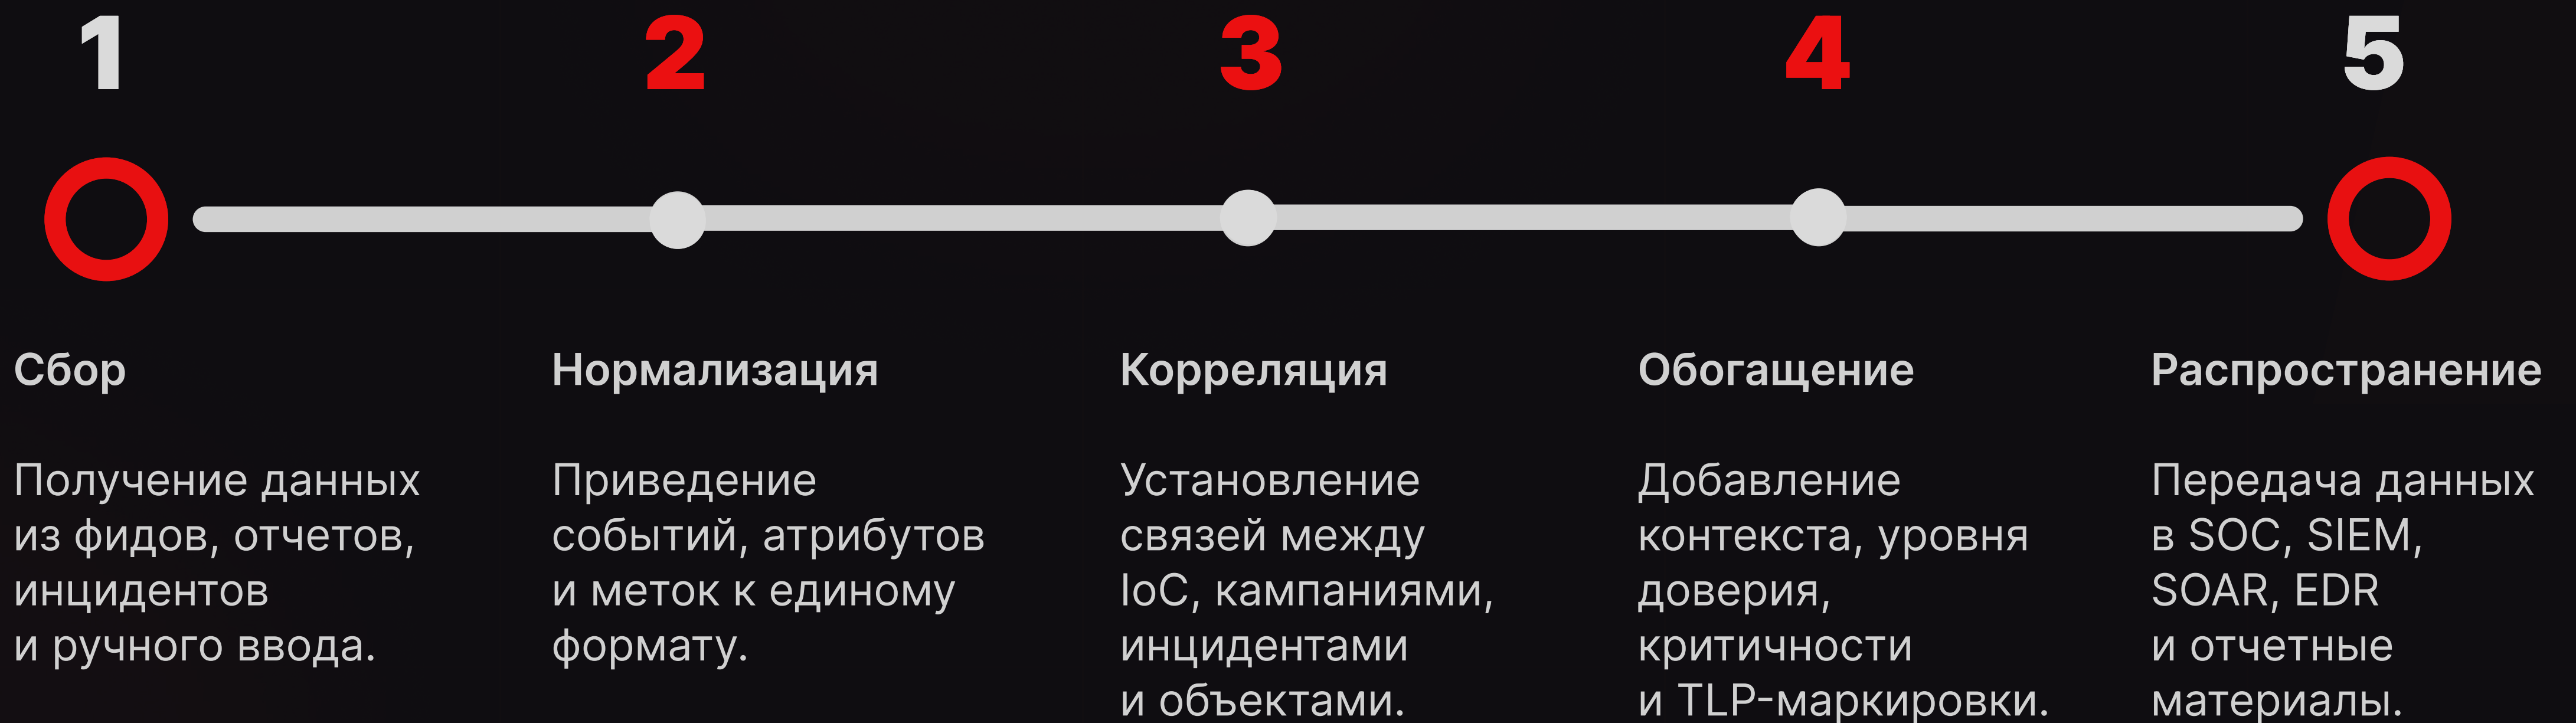 1
2
3
4
5
Сбор
Получение данных
из фидов, отчетов,
инцидентов
и ручного ввода.
Нормализация
Приведение
событий, атрибутов
и меток к единому
формату.
Корреляция
Установление
связей между
IoC, кампаниями,
инцидентами
и объектами.
Обогащение
Добавление
контекста, уровня
доверия,
критичности
и TLP-маркировки.
Распространение
Передача данных
в SOC, SIEM,
SOAR, EDR
и отчетные
материалы.